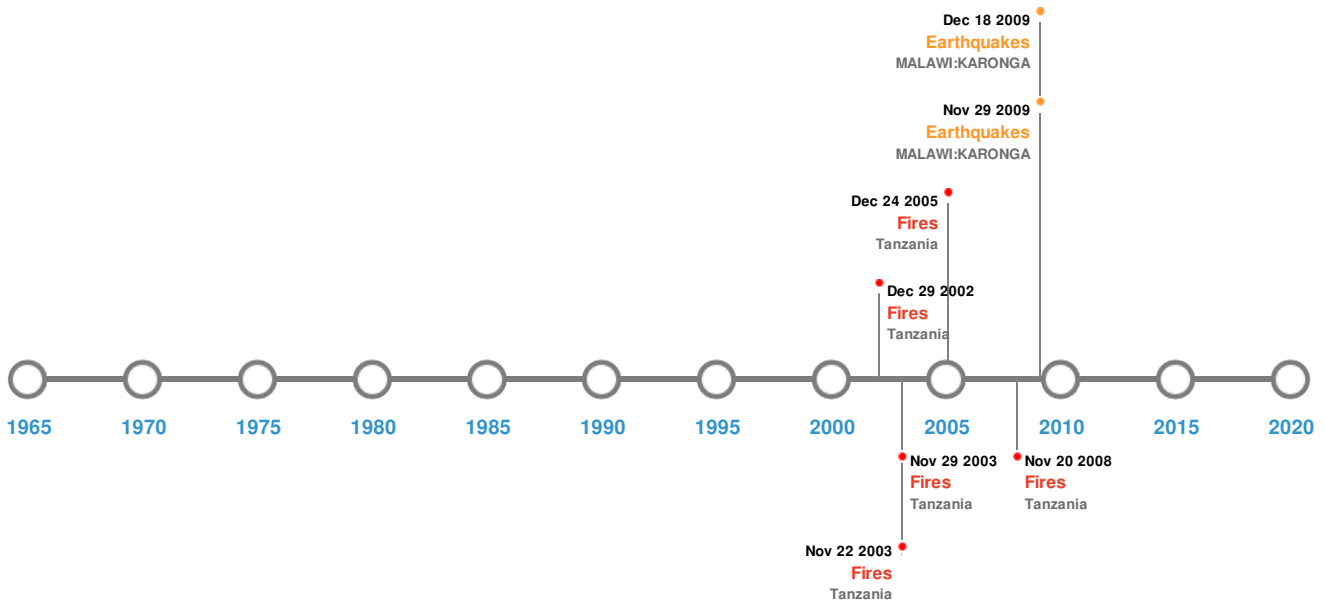 Dec 18 2009
Earthquakes
MALAWI:KARONGA
Nov 29 2009
Earthquakes
MALAWI:KARONGA
Dec 24 2005
Fires
Tanzania
Dec 29 2002
Fires
Tanzania
1965 1970 1975 1980 1985 1990 1995 2000 2005 2010 2015 2020
Nov 29 2003
Fires
Tanzania
Nov 20 2008
Fires
Tanzania
Nov 22 2003
Fires
Tanzania